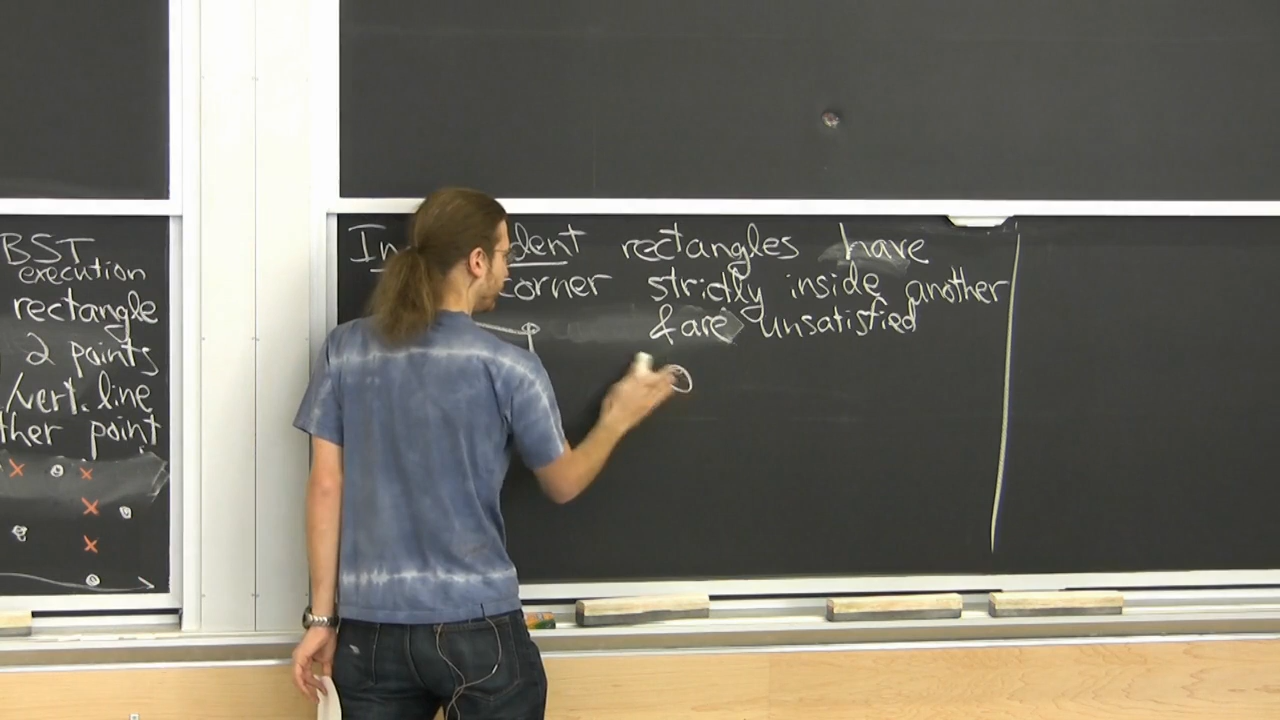 BST
execution
rectangle
2 points
/vert. line
ther point
In dent rectangles have
corner strictly inside another
& are unsatisfied